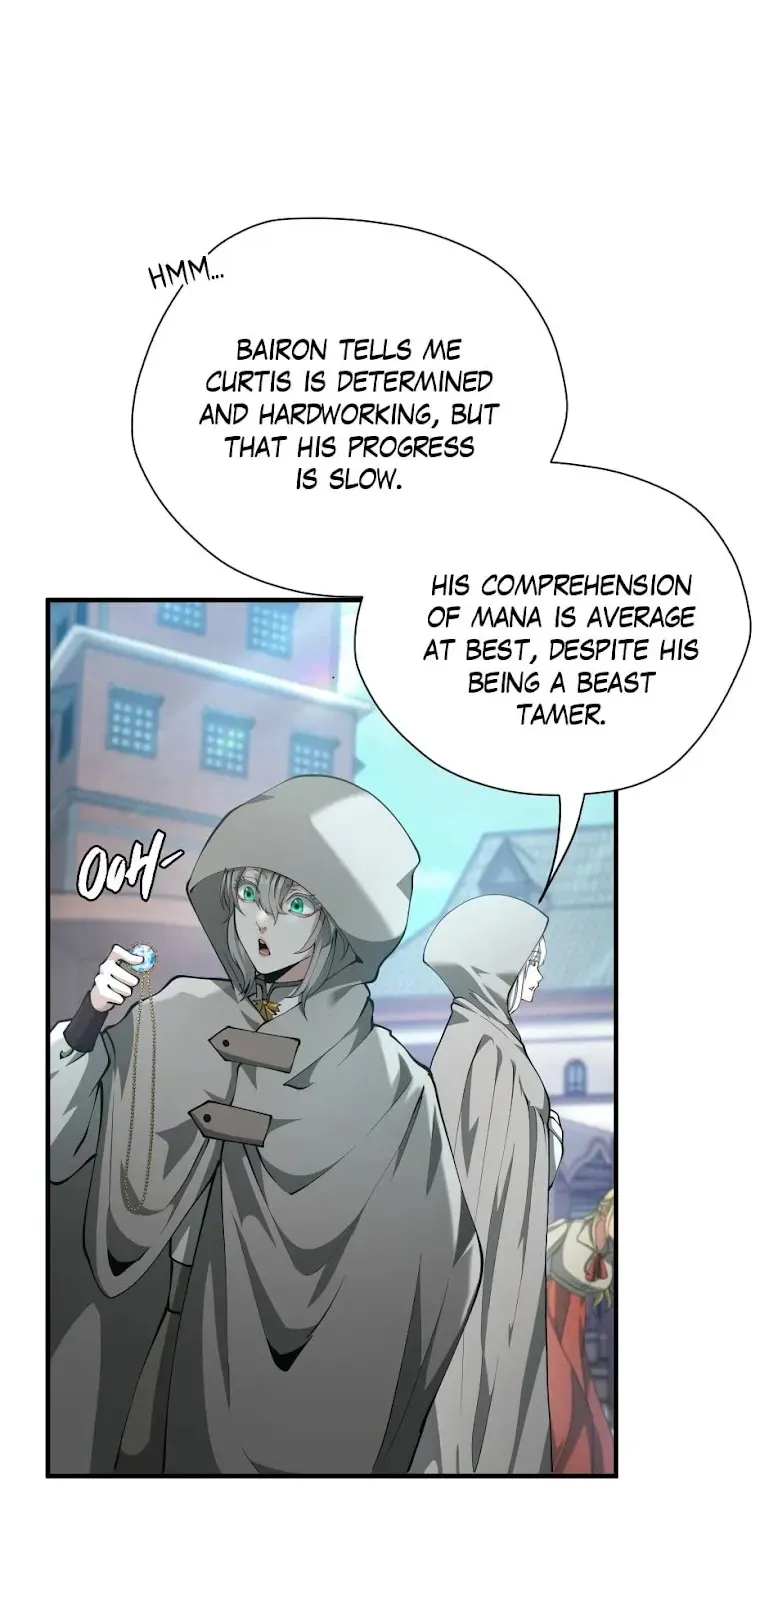 HMM...
BAIRON TELLS ME
CURTIS IS DETERMINED
AND HARDWORKING, BUT
THAT HIS PROGRESS
IS SLOW.
HIS COMPREHENSION
OF MANA IS AVERAGE
AT BEST, DESPITE HIS
BEING A BEAST
TAMER.
OOH-